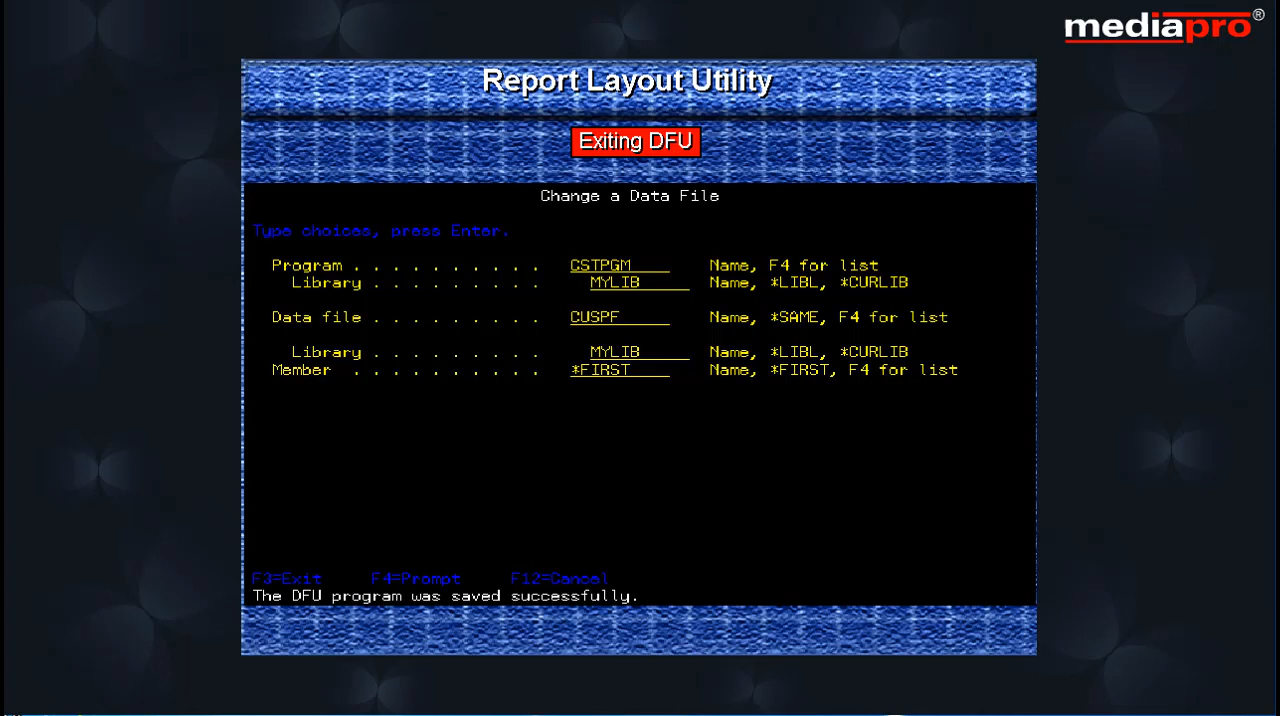 mediapro®
Report Layout Utility
Exiting DFU
Change a Data File
Type choices, press Enter.
Program . . . . . . . . . . CSTPGM Name, F4 for list
Library . . . . . . . . . MYLIB Name, *LIBL, *CURLIB
Data file . . . . . . . . . CUSPF Name, *SAME, F4 for list
Library . . . . . . . . . MYLIB Name, *LIBL, *CURLIB
Member . . . . . . . . . . *FIRST Name, *FIRST, F4 for list
F3=Exit F4=Prompt F12=Cancel
The DFU program was saved successfully.